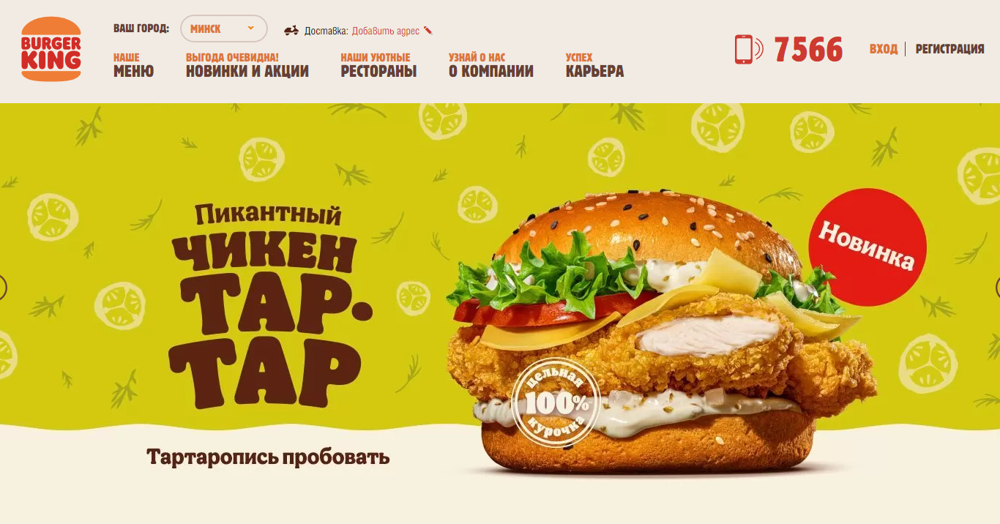 BURGER
KING
ВАШ ГОРОД:
МИНСК
Доставка: Добавить адрес
НАШЕ
МЕНЮ
ВЫГОДА ОЧЕВИДНА!
НОВИНКИ И АКЦИИ
НАШИ УЮТНЫЕ
РЕСТОРАНЫ
УЗНАЙ О НАС
О КОМПАНИИ
УСПЕХ
КАРЬЕРА
7566
ВХОД
РЕГИСТРАЦИЯ
Пикантный
ЧИКЕН
ТАР·
ТАР
Тартаропись пробовать
Новинка
цельная
100%
курочка